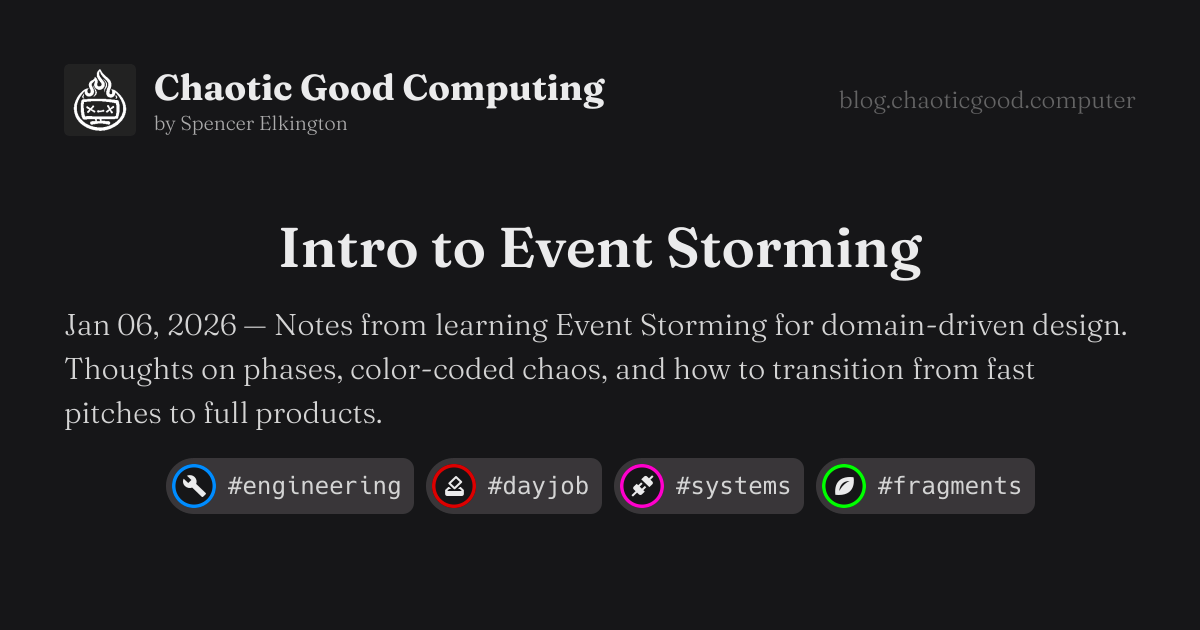 Chaotic Good Computing
by Spencer Elkington
blog.chaoticgood.computer
Intro to Event Storming
Jan 06, 2026 — Notes from learning Event Storming for domain-driven design.
Thoughts on phases, color-coded chaos, and how to transition from fast
pitches to full products.
#engineering
#dayjob
#systems
#fragments